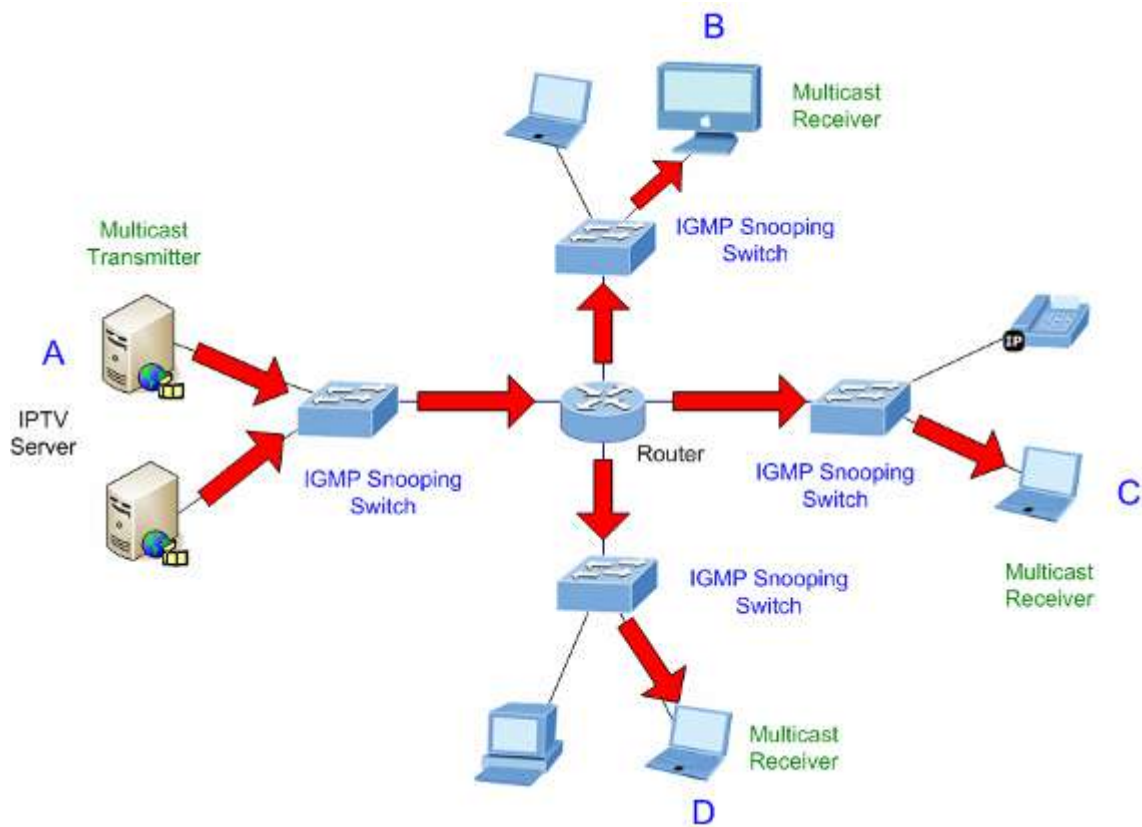 B
Multicast
Receiver
IGMP Snooping
Switch
Multicast
Transmitter
A
IPTV
Server
IGMP Snooping
Switch
Router
IP
IGMP Snooping
Switch
C
Multicast
Receiver
IGMP Snooping
Switch
Multicast
Receiver
D